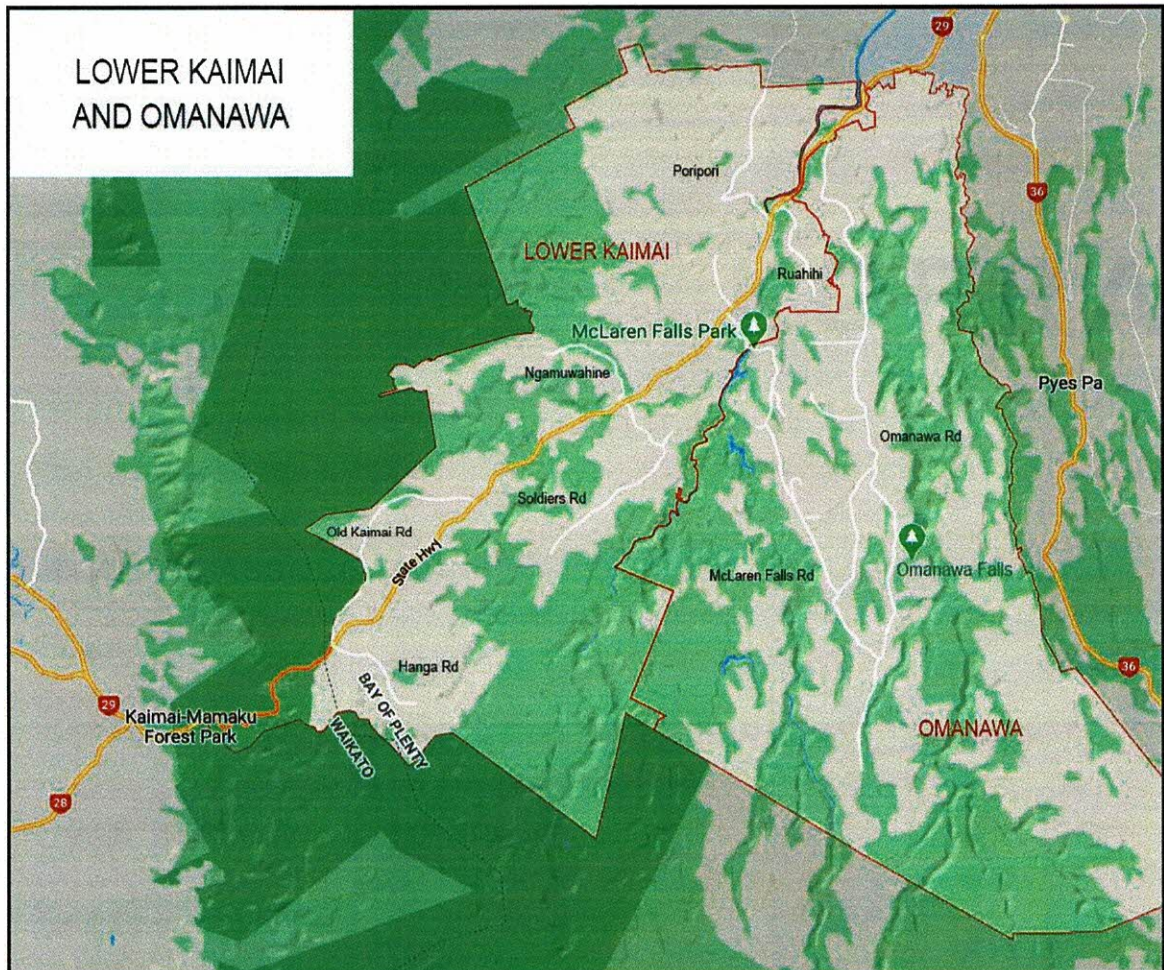 LOWER KAIMAI
AND OMANAWA
29
Poripori
36
LOWER KAIMAI
Ruahihi
McLaren Falls Park
Ngamuwahine
Pyes Pa
Omanawa Rd
Soldiers Rd
Old Kaimai Rd
State Hwy
Omanawa Falls
McLaren Falls Rd
Hanga Rd
36
BAY OF PLENTY
29
Kaimai-Mamaku
Forest Park
WAIKATO
OMANAWA
28